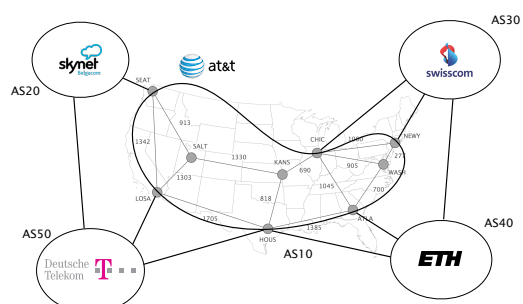 AS30
skynet
Belgacom
at&t
swisscom
SEAT
AS20
913
CHIC
1000
NEWY
1342
SALT
1330
KANS
690
905
271
WASH
1303
1045
700
LOSA
818
1705
ATLA
1385
HOUS
AS10
AS40
AS50
Deutsche
Telekom
T
ETH